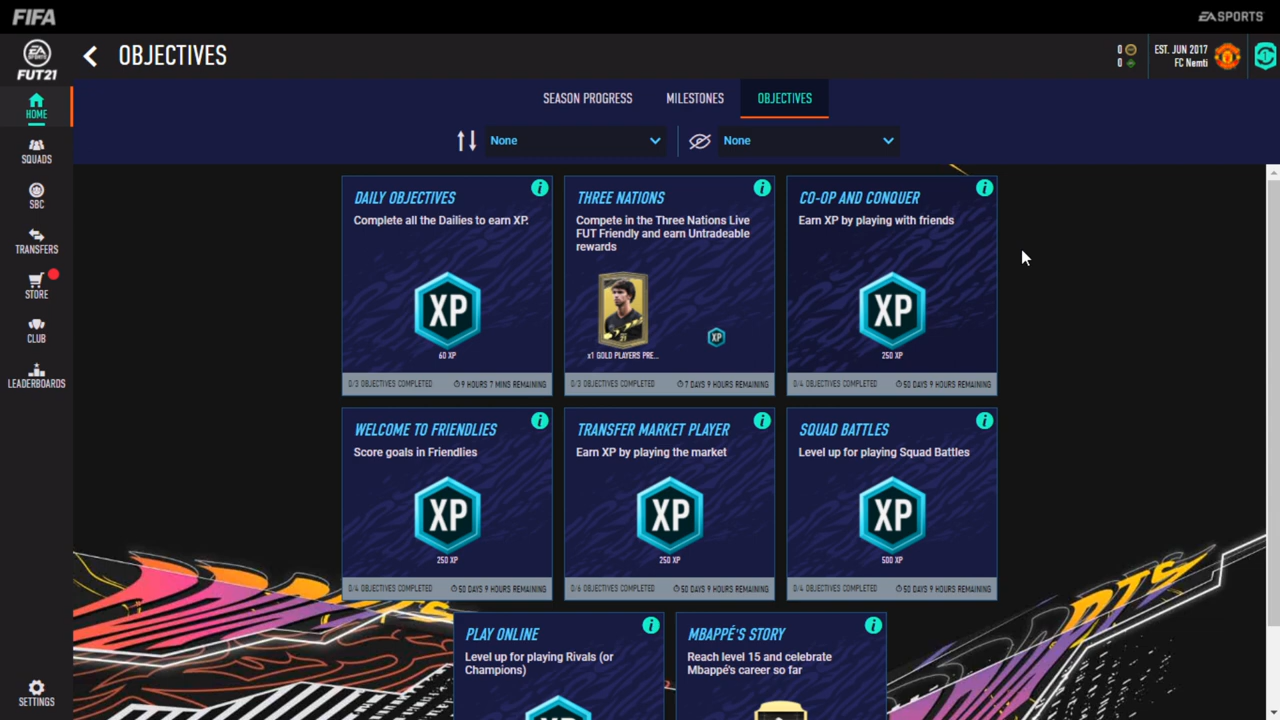 FIFA
EA SPORTS
EA SPORTS
FUT21
OBJECTIVES
0
0
EST. JUN 2017
FC Nemti
1
HOME
SQUADS
SBC
TRANSFERS
STORE
CLUB
LEADERBOARDS
SETTINGS
SEASON PROGRESS
MILESTONES
OBJECTIVES
None
None
DAILY OBJECTIVES
Complete all the Dailies to earn XP.
XP
60 XP
0/3 OBJECTIVES COMPLETED
9 HOURS 7 MINS REMAINING
THREE NATIONS
Compete in the Three Nations Live
FUT Friendly and earn Untradeable
rewards
x1 GOLD PLAYERS PRE...
XP
0/3 OBJECTIVES COMPLETED
7 DAYS 9 HOURS REMAINING
CO-OP AND CONQUER
Earn XP by playing with friends
XP
250 XP
0/4 OBJECTIVES COMPLETED
50 DAYS 9 HOURS REMAINING
WELCOME TO FRIENDLIES
Score goals in Friendlies
XP
250 XP
0/4 OBJECTIVES COMPLETED
50 DAYS 9 HOURS REMAINING
TRANSFER MARKET PLAYER
Earn XP by playing the market
XP
250 XP
0/6 OBJECTIVES COMPLETED
50 DAYS 9 HOURS REMAINING
SQUAD BATTLES
Level up for playing Squad Battles
XP
500 XP
0/4 OBJECTIVES COMPLETED
50 DAYS 9 HOURS REMAINING
PLAY ONLINE
Level up for playing Rivals (or
Champions)
MBAPPÉ'S STORY
Reach level 15 and celebrate
Mbappé's career so far